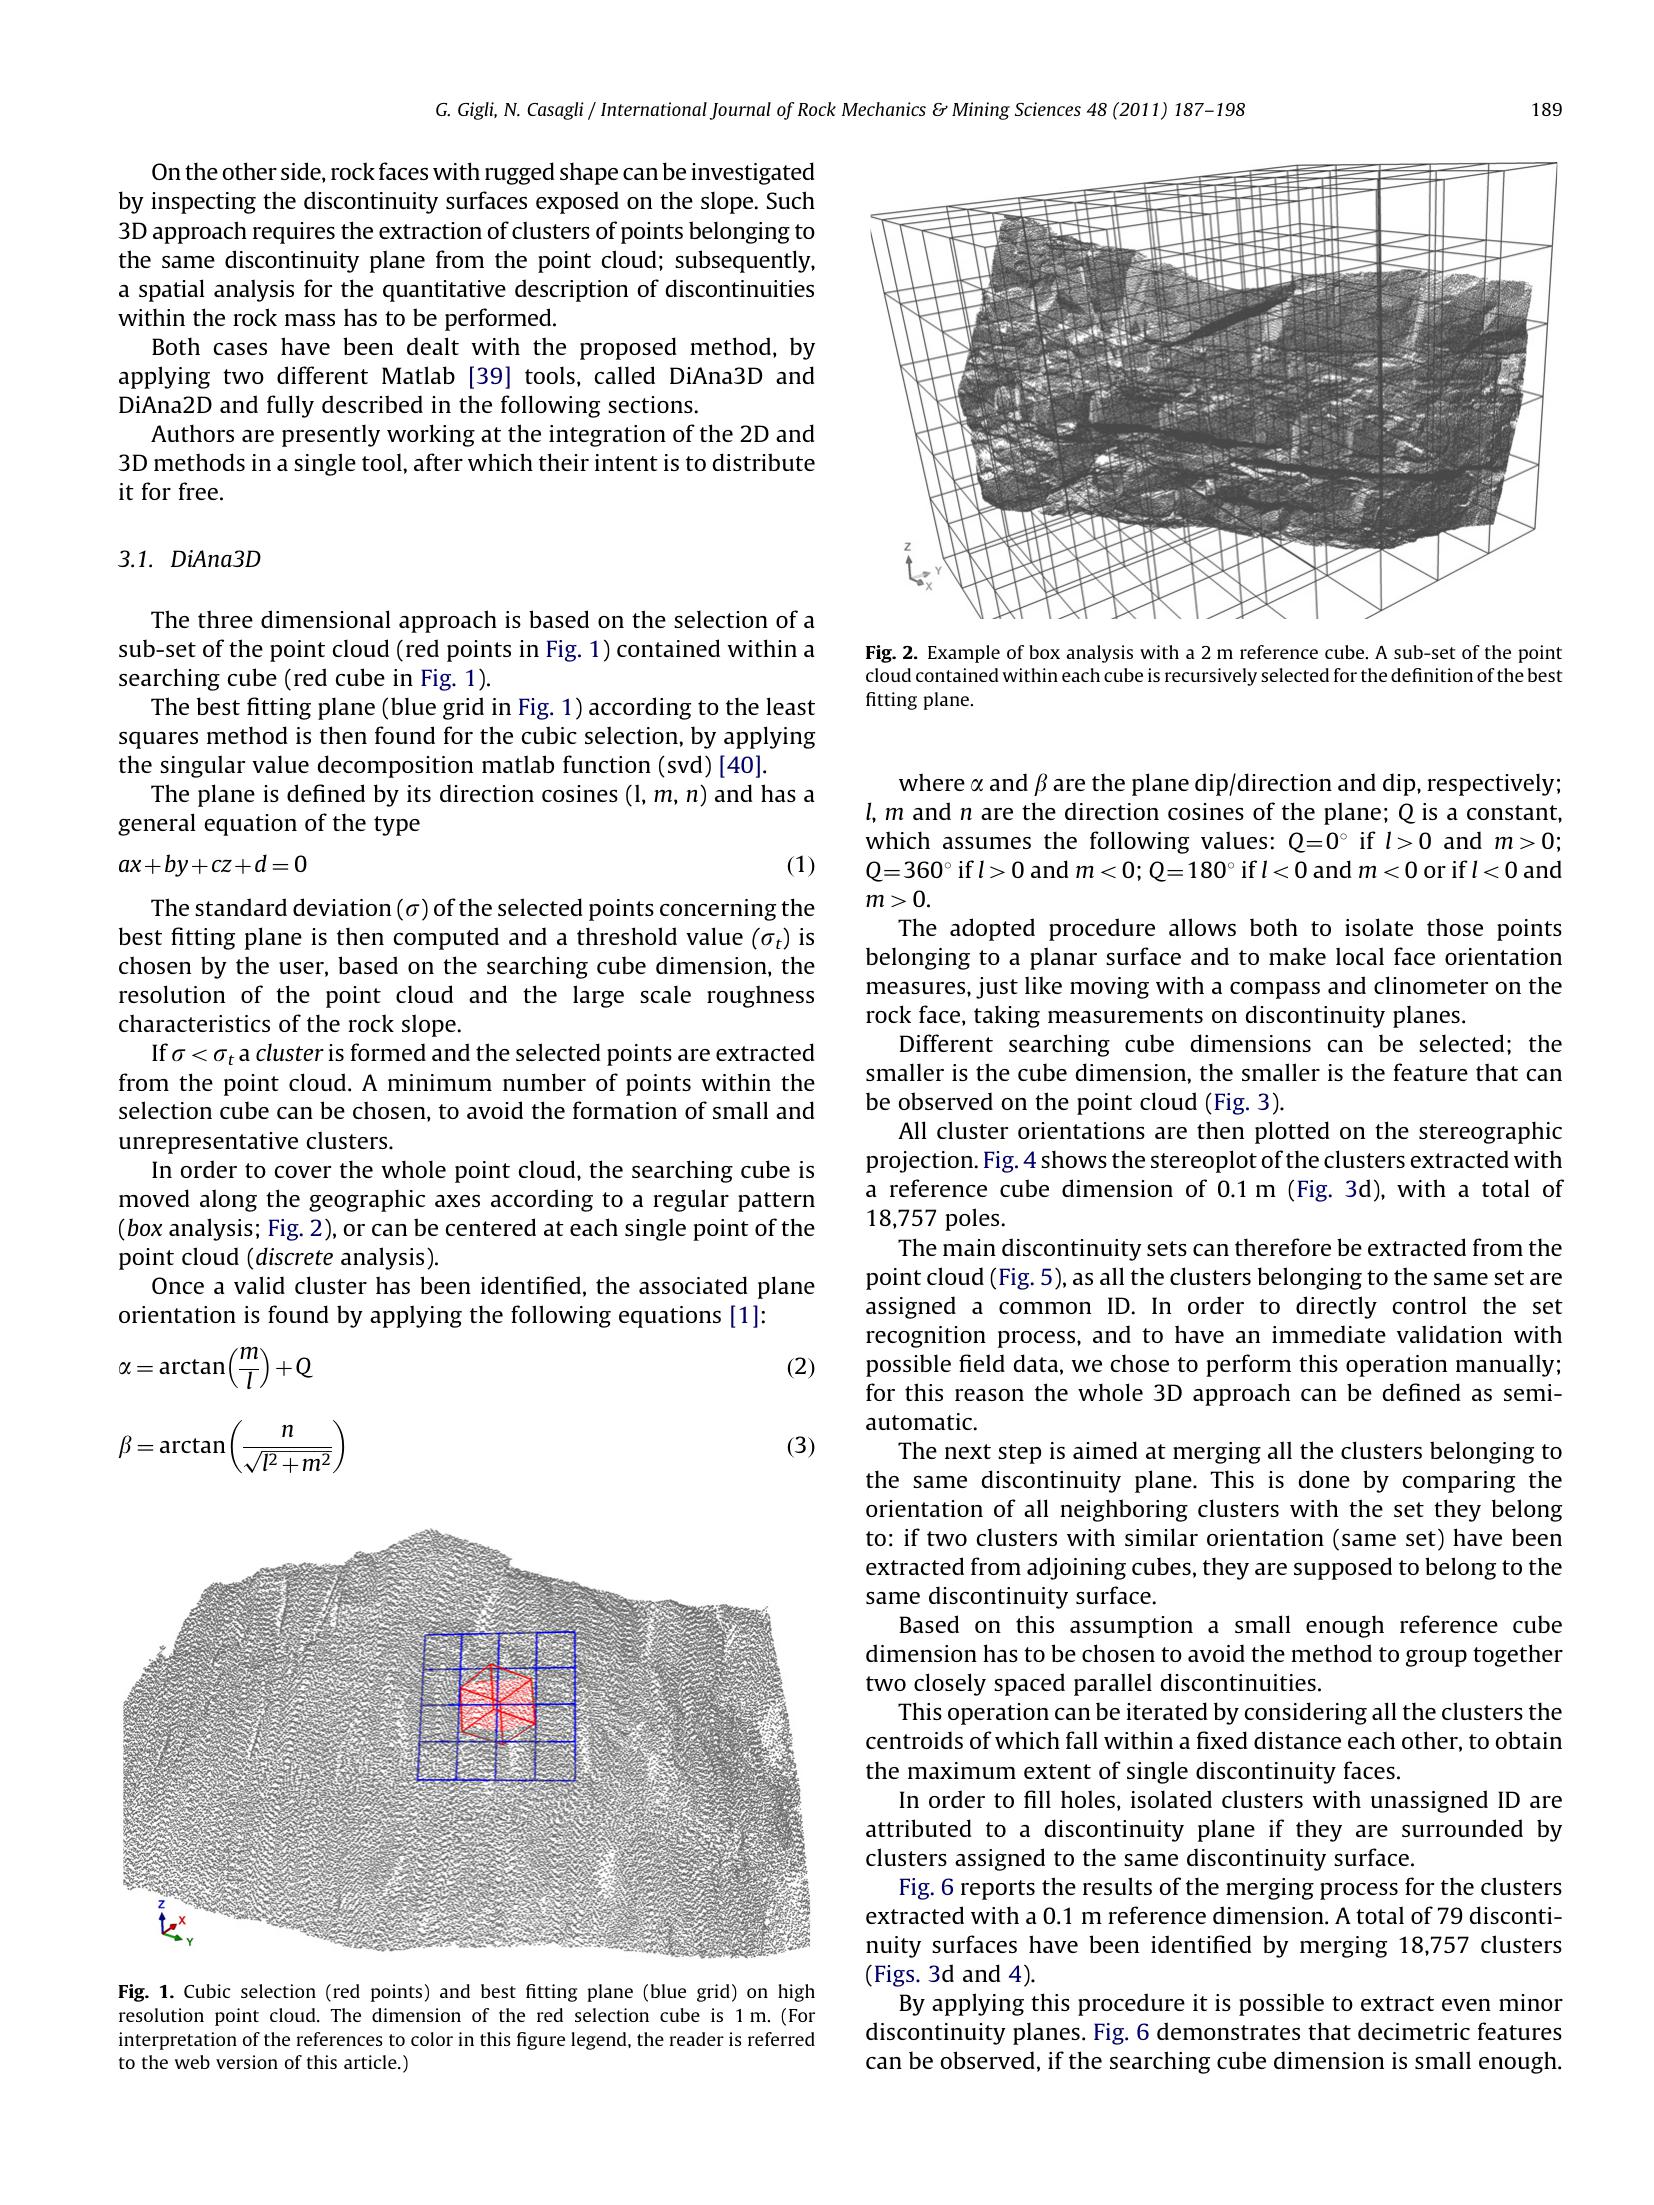 G. Gigli, N. Casagli / International Journal of Rock Mechanics & Mining Sciences 48 (2011) 187–198
189
On the other side, rock faces with rugged shape can be investigated
by inspecting the discontinuity surfaces exposed on the slope. Such
3D approach requires the extraction of clusters of points belonging to
the same discontinuity plane from the point cloud; subsequently,
a spatial analysis for the quantitative description of discontinuities
within the rock mass has to be performed.
Both cases have been dealt with the proposed method, by
applying two different Matlab [39] tools, called DiAna3D and
DiAna2D and fully described in the following sections.
Authors are presently working at the integration of the 2D and
3D methods in a single tool, after which their intent is to distribute
it for free.
3.1. DiAna3D
The three dimensional approach is based on the selection of a
sub-set of the point cloud (red points in Fig. 1) contained within a
searching cube (red cube in Fig. 1).
The best fitting plane (blue grid in Fig. 1) according to the least
squares method is then found for the cubic selection, by applying
the singular value decomposition matlab function (svd) [40].
The plane is defined by its direction cosines (l, m, n) and has a
general equation of the type
ax+by+cz+d=0 (1)
The standard deviation (σ) of the selected points concerning the
best fitting plane is then computed and a threshold value (σt) is
chosen by the user, based on the searching cube dimension, the
resolution of the point cloud and the large scale roughness
characteristics of the rock slope.
If σ < σt a cluster is formed and the selected points are extracted
from the point cloud. A minimum number of points within the
selection cube can be chosen, to avoid the formation of small and
unrepresentative clusters.
In order to cover the whole point cloud, the searching cube is
moved along the geographic axes according to a regular pattern
(box analysis; Fig. 2), or can be centered at each single point of the
point cloud (discrete analysis).
Once a valid cluster has been identified, the associated plane
orientation is found by applying the following equations [1]:
α = arctan(m/l) + Q (2)
β = arctan(n/√(l²+m²)) (3)
Z
X
Y
Fig. 1. Cubic selection (red points) and best fitting plane (blue grid) on high
resolution point cloud. The dimension of the red selection cube is 1 m. (For
interpretation of the references to color in this figure legend, the reader is referred
to the web version of this article.)
Z
Y
X
Fig. 2. Example of box analysis with a 2 m reference cube. A sub-set of the point
cloud contained within each cube is recursively selected for the definition of the best
fitting plane.
where α and β are the plane dip/direction and dip, respectively;
l, m and n are the direction cosines of the plane; Q is a constant,
which assumes the following values: Q=0° if l>0 and m>0;
Q=360° if l>0 and m<0; Q=180° if l<0 and m<0 or if l<0 and
m>0.
The adopted procedure allows both to isolate those points
belonging to a planar surface and to make local face orientation
measures, just like moving with a compass and clinometer on the
rock face, taking measurements on discontinuity planes.
Different searching cube dimensions can be selected; the
smaller is the cube dimension, the smaller is the feature that can
be observed on the point cloud (Fig. 3).
All cluster orientations are then plotted on the stereographic
projection. Fig. 4 shows the stereoplot of the clusters extracted with
a reference cube dimension of 0.1 m (Fig. 3d), with a total of
18,757 poles.
The main discontinuity sets can therefore be extracted from the
point cloud (Fig. 5), as all the clusters belonging to the same set are
assigned a common ID. In order to directly control the set
recognition process, and to have an immediate validation with
possible field data, we chose to perform this operation manually;
for this reason the whole 3D approach can be defined as semi-
automatic.
The next step is aimed at merging all the clusters belonging to
the same discontinuity plane. This is done by comparing the
orientation of all neighboring clusters with the set they belong
to: if two clusters with similar orientation (same set) have been
extracted from adjoining cubes, they are supposed to belong to the
same discontinuity surface.
Based on this assumption a small enough reference cube
dimension has to be chosen to avoid the method to group together
two closely spaced parallel discontinuities.
This operation can be iterated by considering all the clusters the
centroids of which fall within a fixed distance each other, to obtain
the maximum extent of single discontinuity faces.
In order to fill holes, isolated clusters with unassigned ID are
attributed to a discontinuity plane if they are surrounded by
clusters assigned to the same discontinuity surface.
Fig. 6 reports the results of the merging process for the clusters
extracted with a 0.1 m reference dimension. A total of 79 disconti-
nuity surfaces have been identified by merging 18,757 clusters
(Figs. 3d and 4).
By applying this procedure it is possible to extract even minor
discontinuity planes. Fig. 6 demonstrates that decimetric features
can be observed, if the searching cube dimension is small enough.